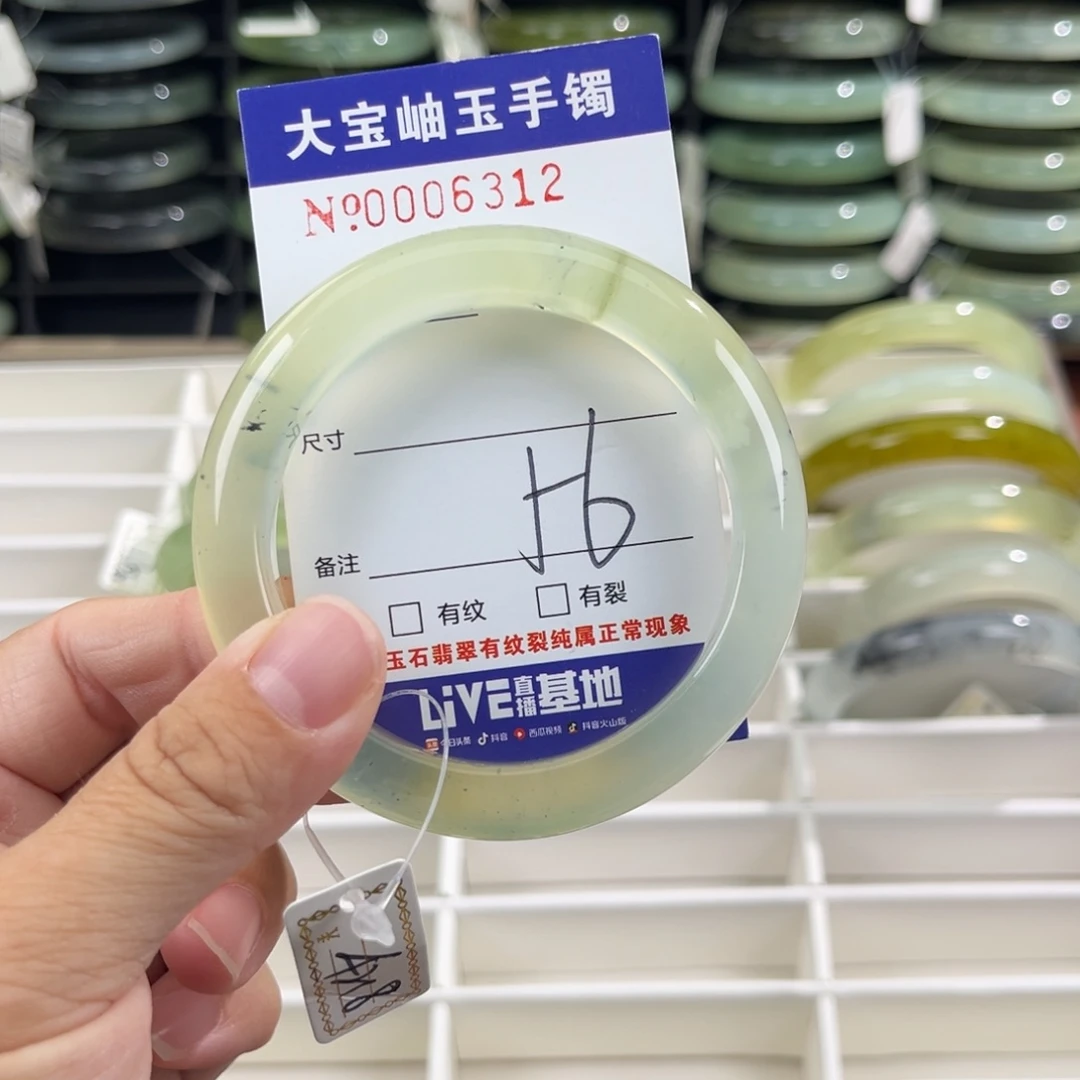 大宝岫玉手镯
Nº0006312
尺寸
56
备注
有纹 有裂
玉石翡翠有纹裂纯属正常现象
LiVE直播基地
今日头条 抖音 西瓜视频 抖音火山版